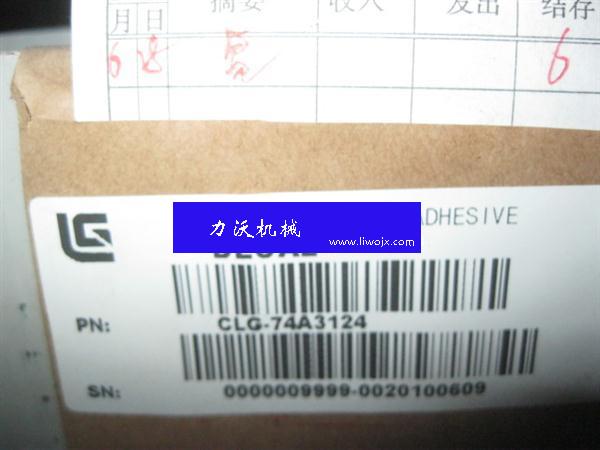 月 日 摘要 收入 发出 结存
6 6
LG
ADHESIVE
力沃机械
www.liwojx.com
PN: CLG-74A3124
SN: 0000009999-0020100609